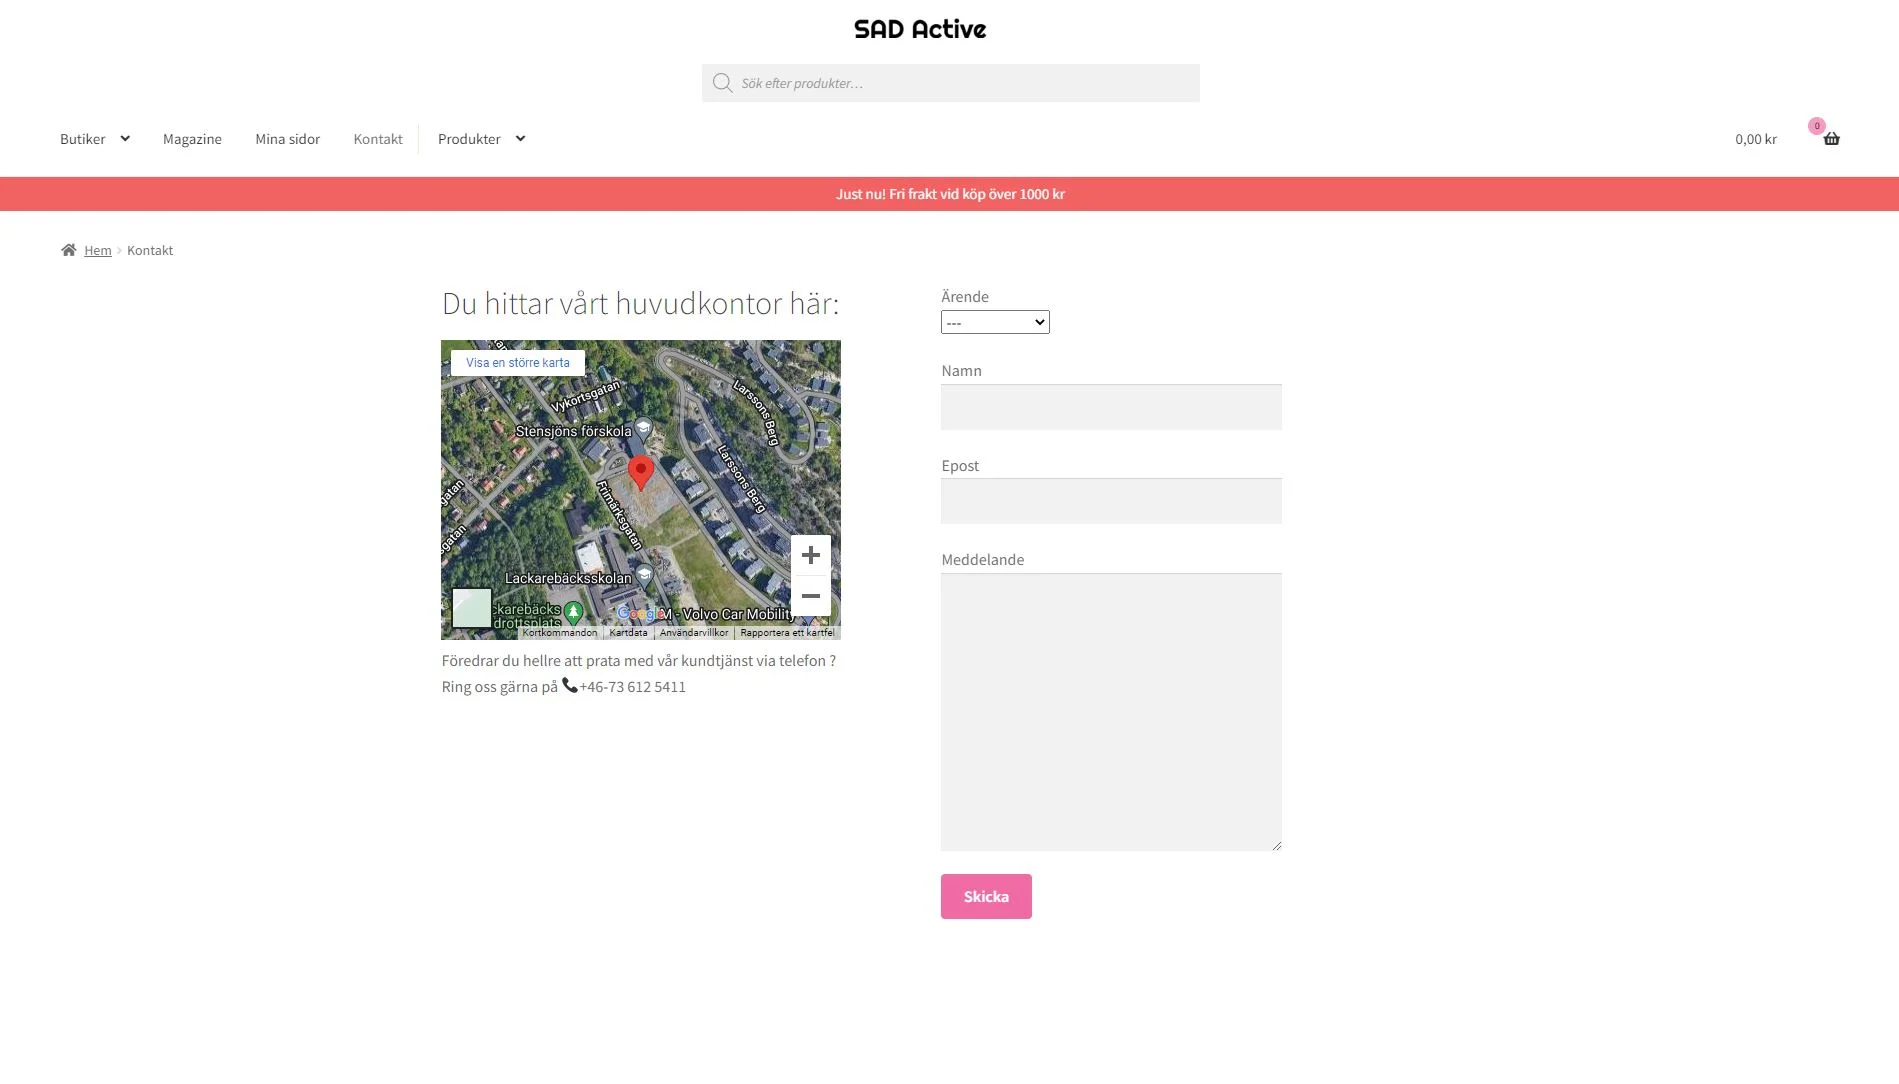 SAD Active
Sök efter produkter…
Butiker
Magazine
Mina sidor
Kontakt
Produkter
0,00 kr
0
Just nu! Fri frakt vid köp över 1000 kr
Hem
Kontakt
Du hittar vårt huvudkontor här:
Visa en större karta
Vykortsgatan
Larssons Berg
Stensjöns förskola
Larssons Berg
Frimärksgatan
gatan
sgatan
Lackarebäcksskolan
ckarebäcks
drottsplats
Google
M - Volvo Car Mobility
Kortkommandon
Kartdata
Användarvillkor
Rapportera ett kartfel
Föredrar du hellre att prata med vår kundtjänst via telefon ?
Ring oss gärna på +46-73 612 5411
Ärende
---
Namn
Epost
Meddelande
Skicka